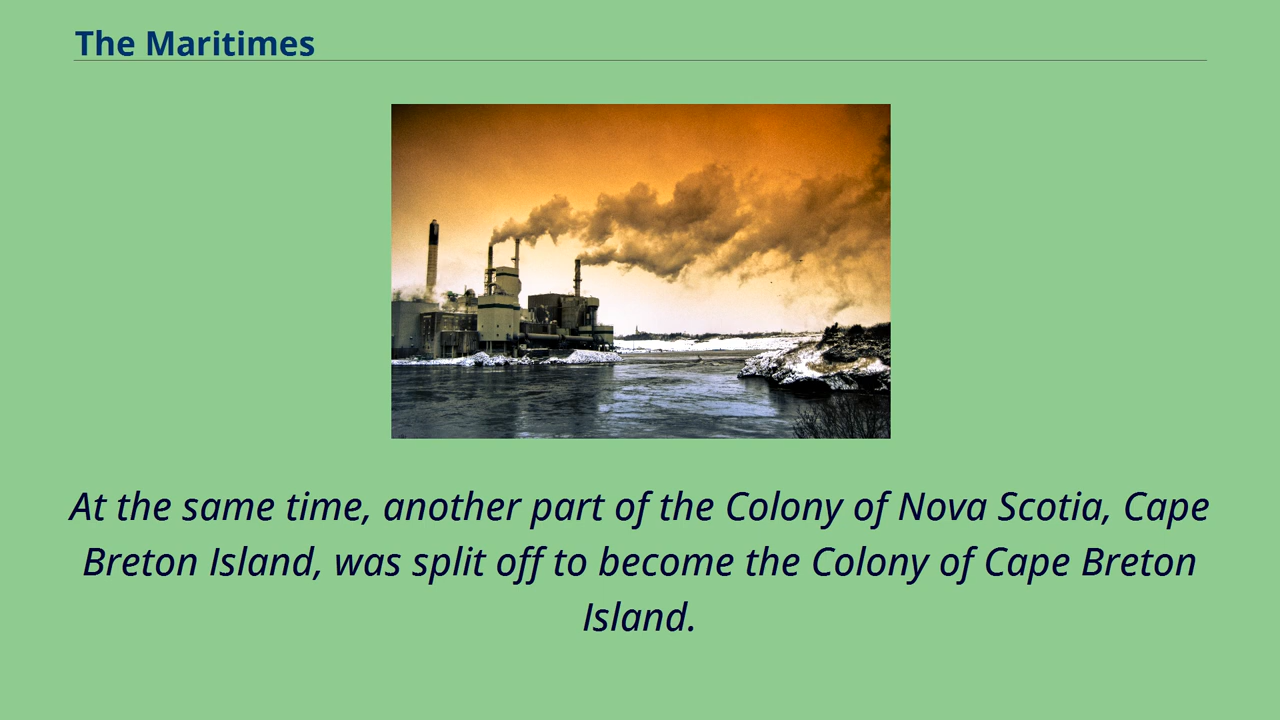 The Maritimes
At the same time, another part of the Colony of Nova Scotia, Cape
Breton Island, was split off to become the Colony of Cape Breton
Island.